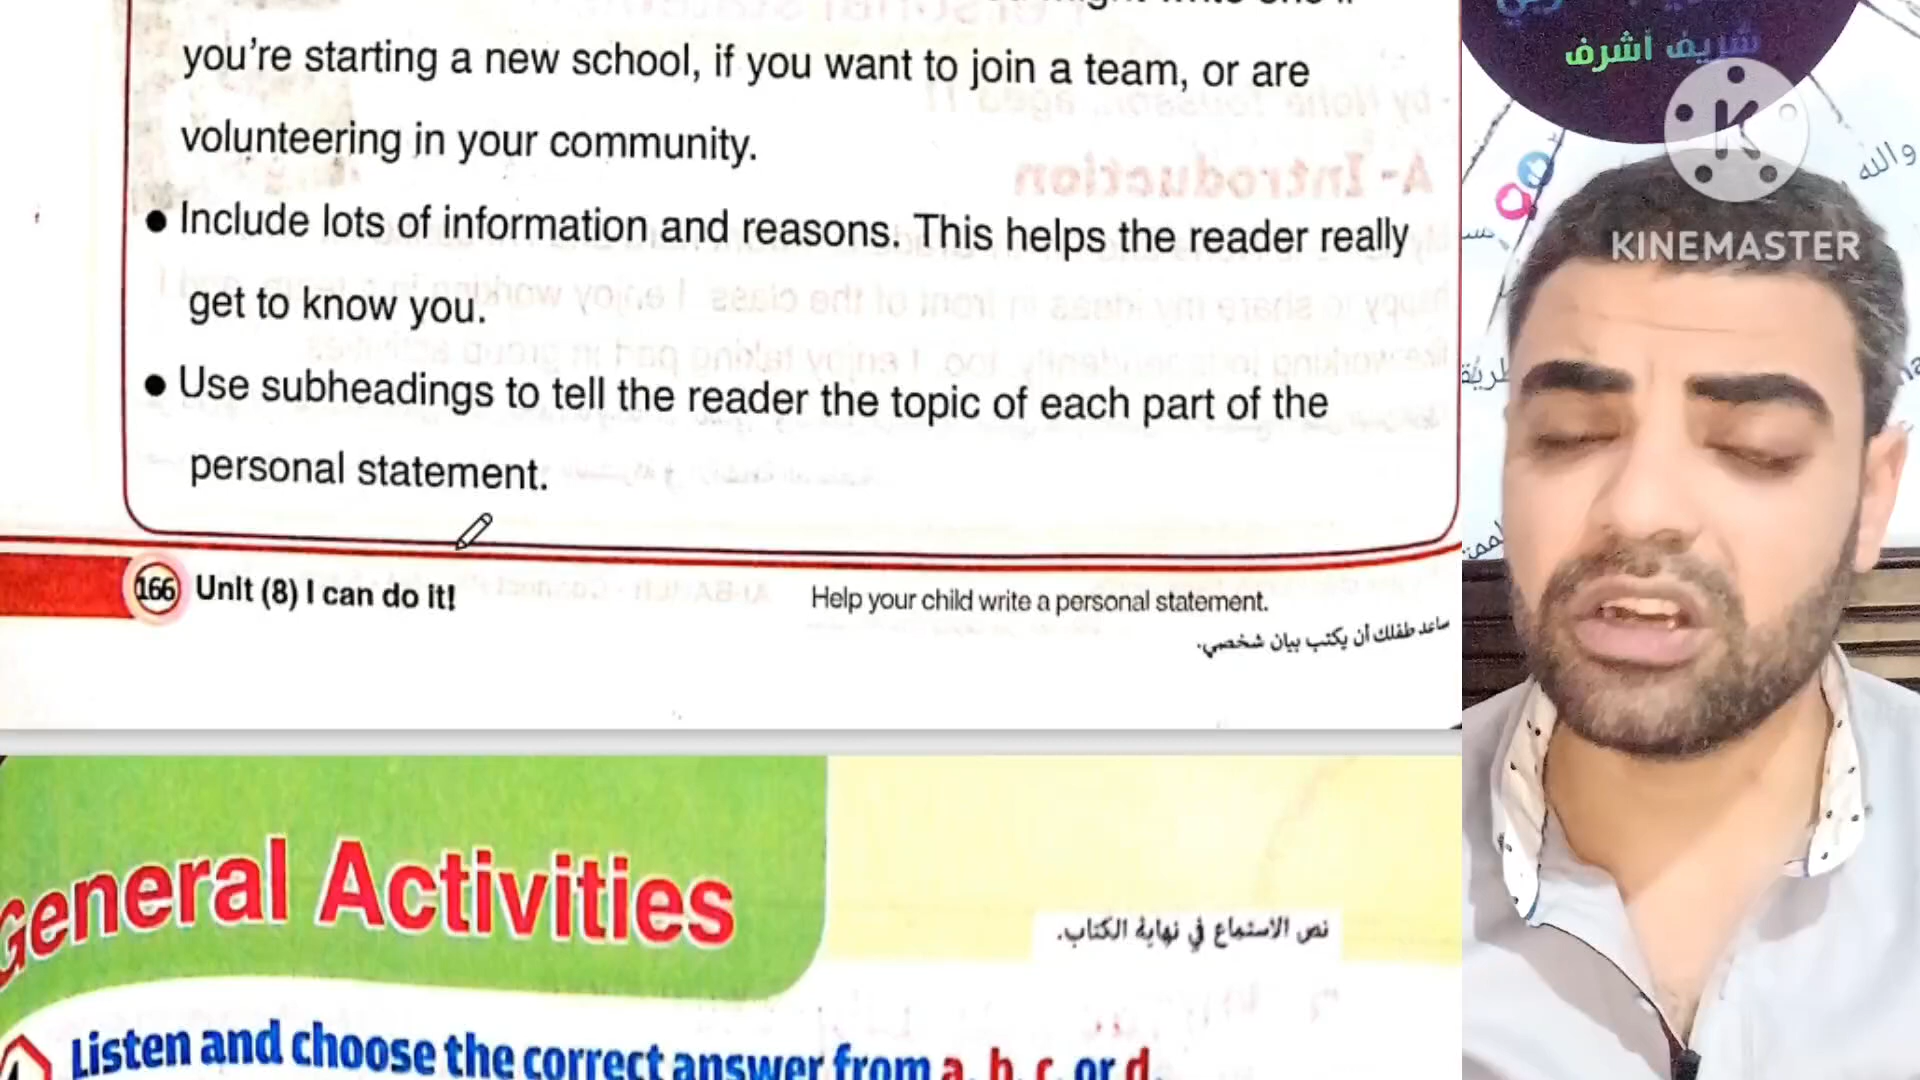 you're starting a new school, if you want to join a team, or are
volunteering in your community.
● Include lots of information and reasons. This helps the reader really
get to know you.
● Use subheadings to tell the reader the topic of each part of the
personal statement.
166 Unit (8) I can do it!
Help your child write a personal statement.
ساعد طفلك أن يكتب بيان شخصي.
General Activities
نص الاستماع في نهاية الكتاب.
Listen and choose the correct answer from a, b, c, or d.
شريف أشرف
K
KINEMASTER
والله